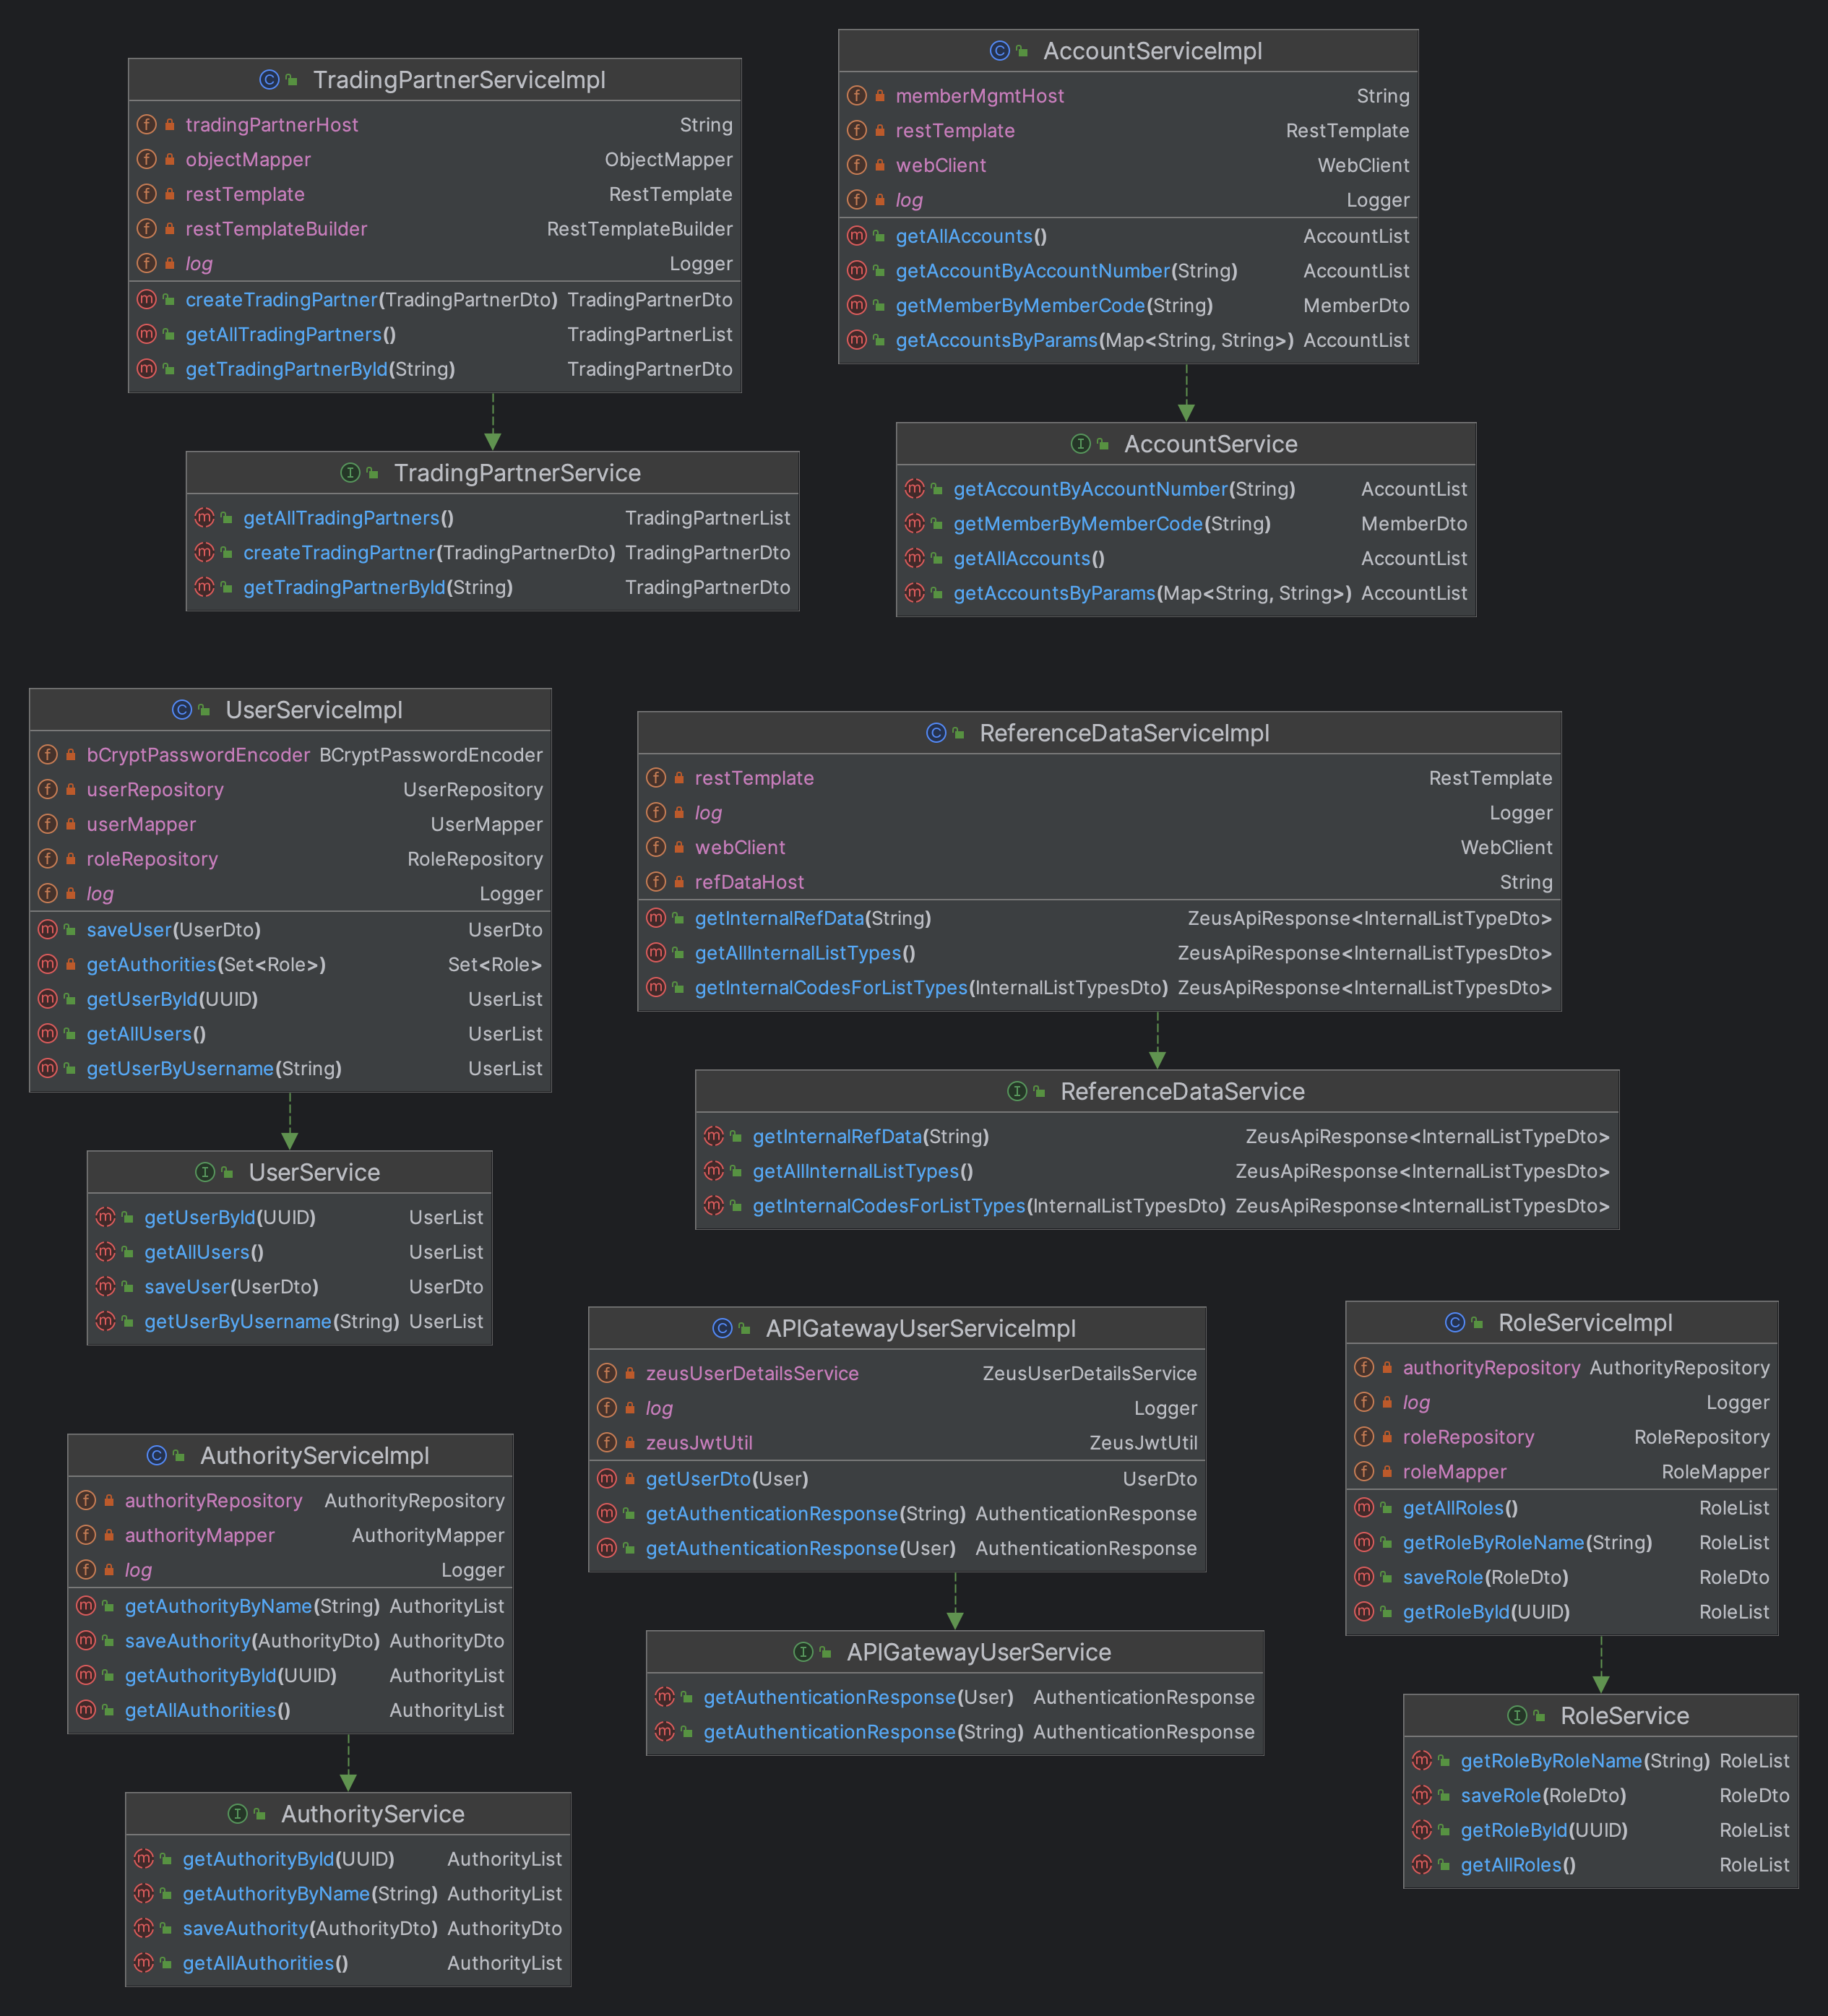 TradingPartnerServiceImpl
tradingPartnerHost String
objectMapper ObjectMapper
restTemplate RestTemplate
restTemplateBuilder RestTemplateBuilder
log Logger
createTradingPartner(TradingPartnerDto) TradingPartnerDto
getAllTradingPartners() TradingPartnerList
getTradingPartnerById(String) TradingPartnerDto
TradingPartnerService
getAllTradingPartners() TradingPartnerList
createTradingPartner(TradingPartnerDto) TradingPartnerDto
getTradingPartnerById(String) TradingPartnerDto
AccountServiceImpl
memberMgmtHost String
restTemplate RestTemplate
webClient WebClient
log Logger
getAllAccounts() AccountList
getAccountByAccountNumber(String) AccountList
getMemberByMemberCode(String) MemberDto
getAccountsByParams(Map<String, String>) AccountList
AccountService
getAccountByAccountNumber(String) AccountList
getMemberByMemberCode(String) MemberDto
getAllAccounts() AccountList
getAccountsByParams(Map<String, String>) AccountList
UserServiceImpl
bCryptPasswordEncoder BCryptPasswordEncoder
userRepository UserRepository
userMapper UserMapper
roleRepository RoleRepository
log Logger
saveUser(UserDto) UserDto
getAuthorities(Set<Role>) Set<Role>
getUserById(UUID) UserList
getAllUsers() UserList
getUserByUsername(String) UserList
UserService
getUserById(UUID) UserList
getAllUsers() UserList
saveUser(UserDto) UserDto
getUserByUsername(String) UserList
ReferenceDataServiceImpl
restTemplate RestTemplate
log Logger
webClient WebClient
refDataHost String
getInternalRefData(String) ZeusApiResponse<InternalListTypeDto>
getAllInternalListTypes() ZeusApiResponse<InternalListTypesDto>
getInternalCodesForListTypes(InternalListTypesDto) ZeusApiResponse<InternalListTypesDto>
ReferenceDataService
getInternalRefData(String) ZeusApiResponse<InternalListTypeDto>
getAllInternalListTypes() ZeusApiResponse<InternalListTypesDto>
getInternalCodesForListTypes(InternalListTypesDto) ZeusApiResponse<InternalListTypesDto>
AuthorityServiceImpl
authorityRepository AuthorityRepository
authorityMapper AuthorityMapper
log Logger
getAuthorityByName(String) AuthorityList
saveAuthority(AuthorityDto) AuthorityDto
getAuthorityById(UUID) AuthorityList
getAllAuthorities() AuthorityList
AuthorityService
getAuthorityById(UUID) AuthorityList
getAuthorityByName(String) AuthorityList
saveAuthority(AuthorityDto) AuthorityDto
getAllAuthorities() AuthorityList
APIGatewayUserServiceImpl
zeusUserDetailsService ZeusUserDetailsService
log Logger
zeusJwtUtil ZeusJwtUtil
getUserDto(User) UserDto
getAuthenticationResponse(String) AuthenticationResponse
getAuthenticationResponse(User) AuthenticationResponse
APIGatewayUserService
getAuthenticationResponse(User) AuthenticationResponse
getAuthenticationResponse(String) AuthenticationResponse
RoleServiceImpl
authorityRepository AuthorityRepository
log Logger
roleRepository RoleRepository
roleMapper RoleMapper
getAllRoles() RoleList
getRoleByRoleName(String) RoleList
saveRole(RoleDto) RoleDto
getRoleById(UUID) RoleList
RoleService
getRoleByRoleName(String) RoleList
saveRole(RoleDto) RoleDto
getRoleById(UUID) RoleList
getAllRoles() RoleList